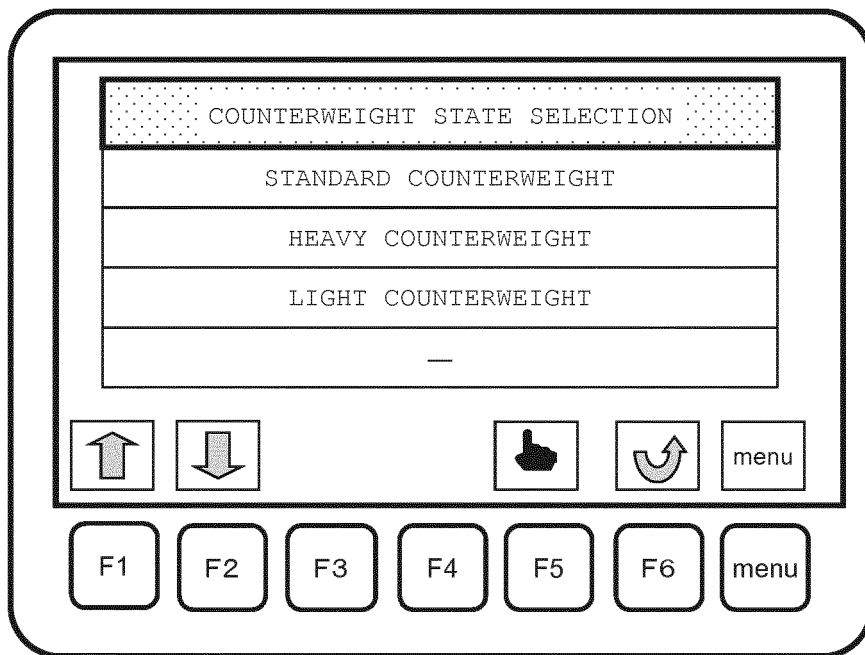 COUNTERWEIGHT STATE SELECTION
STANDARD COUNTERWEIGHT
HEAVY COUNTERWEIGHT
LIGHT COUNTERWEIGHT
—
menu
F1 F2 F3 F4 F5 F6 menu